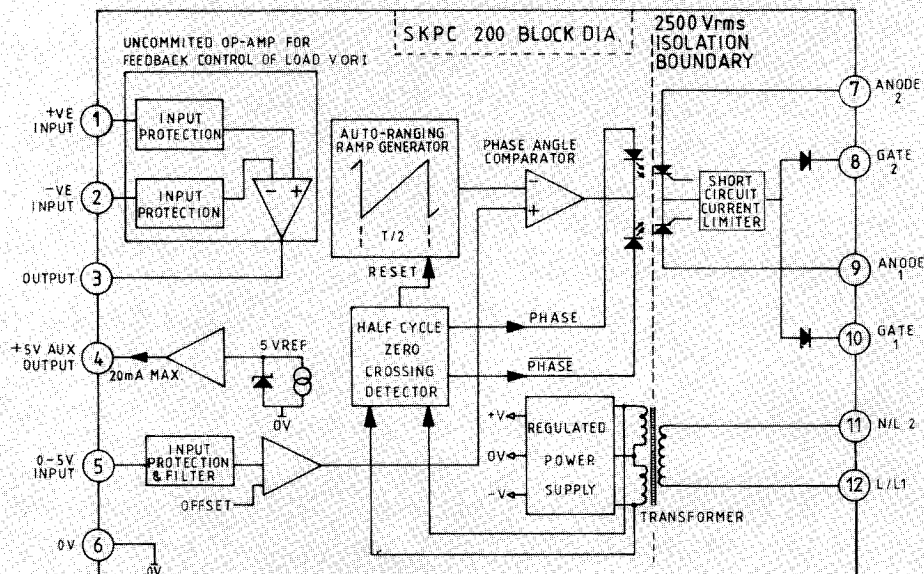 SKPC 200 BLOCK DIA.
2500 Vrms
ISOLATION
BOUNDARY
UNCOMMITED OP-AMP FOR
FEEDBACK CONTROL OF LOAD V OR I
+VE
INPUT
1
INPUT
PROTECTION
-VE
INPUT
2
INPUT
PROTECTION
- +
OUTPUT
3
AUTO-RANGING
RAMP GENERATOR
T/2
RESET
PHASE ANGLE
COMPARATOR
-
+
SHORT
CIRCUIT
CURRENT
LIMITER
7
ANODE
2
8
GATE
2
9
ANODE
1
10
GATE
1
+5V AUX
OUTPUT
4
20mA MAX.
5 VREF
0V
HALF CYCLE
ZERO
CROSSING
DETECTOR
PHASE
PHASE
0-5V
INPUT
5
INPUT
PROTECTION
& FILTER
OFFSET
+V
0V
-V
REGULATED
POWER
SUPPLY
TRANSFORMER
11
N/L 2
12
L/L1
0V
6
0V